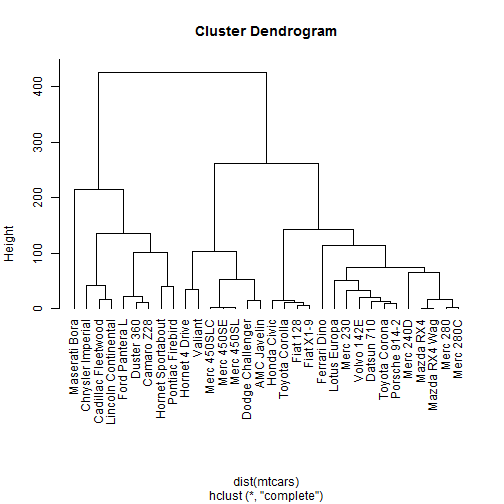 Cluster Dendrogram
Height
400
300
200
100
0
Maserati Bora
Chrysler Imperial
Cadillac Fleetwood
Lincoln Continental
Ford Pantera L
Duster 360
Camaro Z28
Hornet Sportabout
Pontiac Firebird
Hornet 4 Drive
Valiant
Merc 450SLC
Merc 450SE
Merc 450SL
Dodge Challenger
AMC Javelin
Honda Civic
Toyota Corolla
Fiat 128
Fiat X1-9
Ferrari Dino
Lotus Europa
Merc 230
Volvo 142E
Datsun 710
Toyota Corona
Porsche 914-2
Merc 240D
Mazda RX4
Mazda RX4 Wag
Merc 280
Merc 280C
dist(mtcars)
hclust (*, "complete")